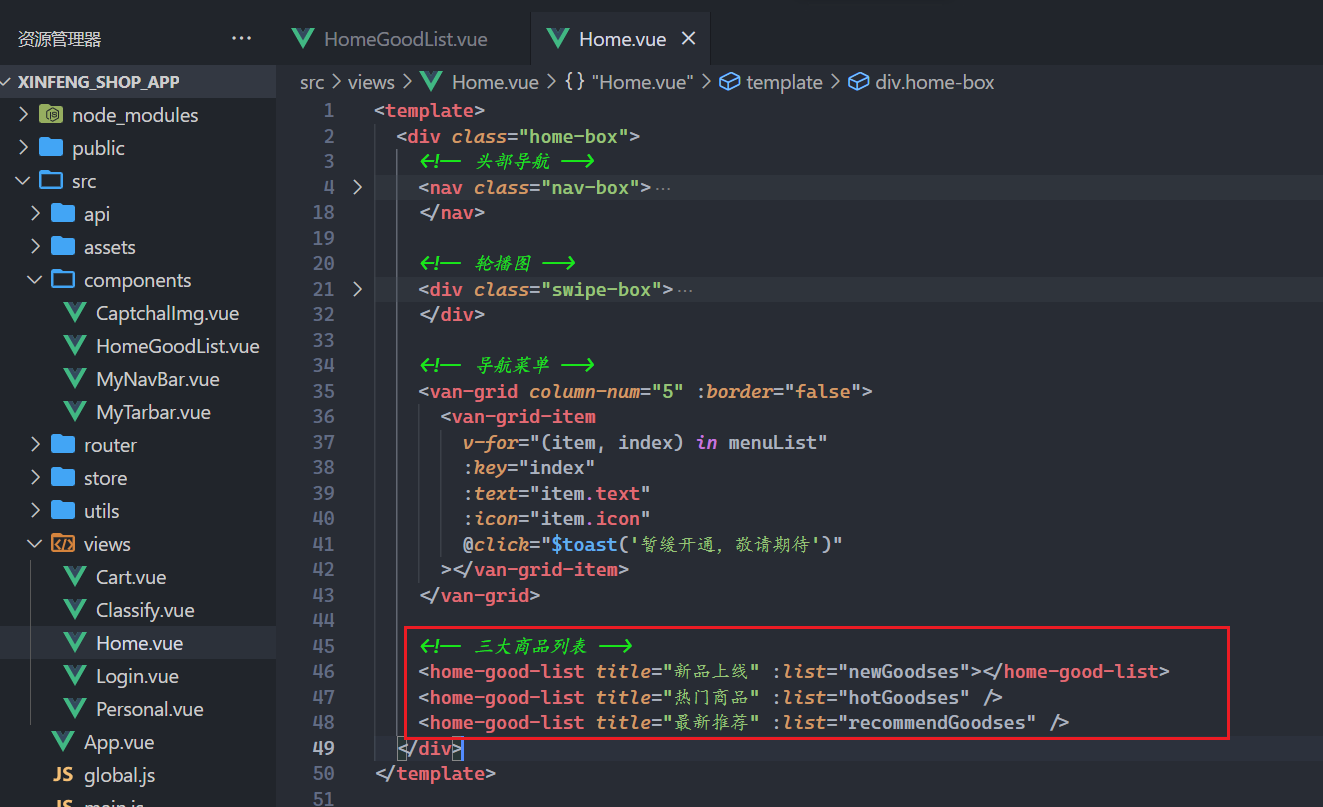 资源管理器 ···
HomeGoodList.vue
Home.vue ×
XINFENG_SHOP_APP
node_modules
public
src
api
assets
components
CaptchalImg.vue
HomeGoodList.vue
MyNavBar.vue
MyTarbar.vue
router
store
utils
views
Cart.vue
Classify.vue
Home.vue
Login.vue
Personal.vue
App.vue
JS global.js
JS main.js
src > views > Home.vue > {} "Home.vue" > template > div.home-box
1 <template>
2 <div class="home-box">
3 <!-- 头部导航 -->
4 <nav class="nav-box">···
18 </nav>
19
20 <!-- 轮播图 -->
21 <div class="swipe-box">···
32 </div>
33
34 <!-- 导航菜单 -->
35 <van-grid column-num="5" :border="false">
36 <van-grid-item
37 v-for="(item, index) in menuList"
38 :key="index"
39 :text="item.text"
40 :icon="item.icon"
41 @click="$toast('暂缓开通，敬请期待')"
42 ></van-grid-item>
43 </van-grid>
44
45 <!-- 三大商品列表 -->
46 <home-good-list title="新品上线" :list="newGoodses"></home-good-list>
47 <home-good-list title="热门商品" :list="hotGoodses" />
48 <home-good-list title="最新推荐" :list="recommendGoodses" />
49 </div>
50 </template>
51